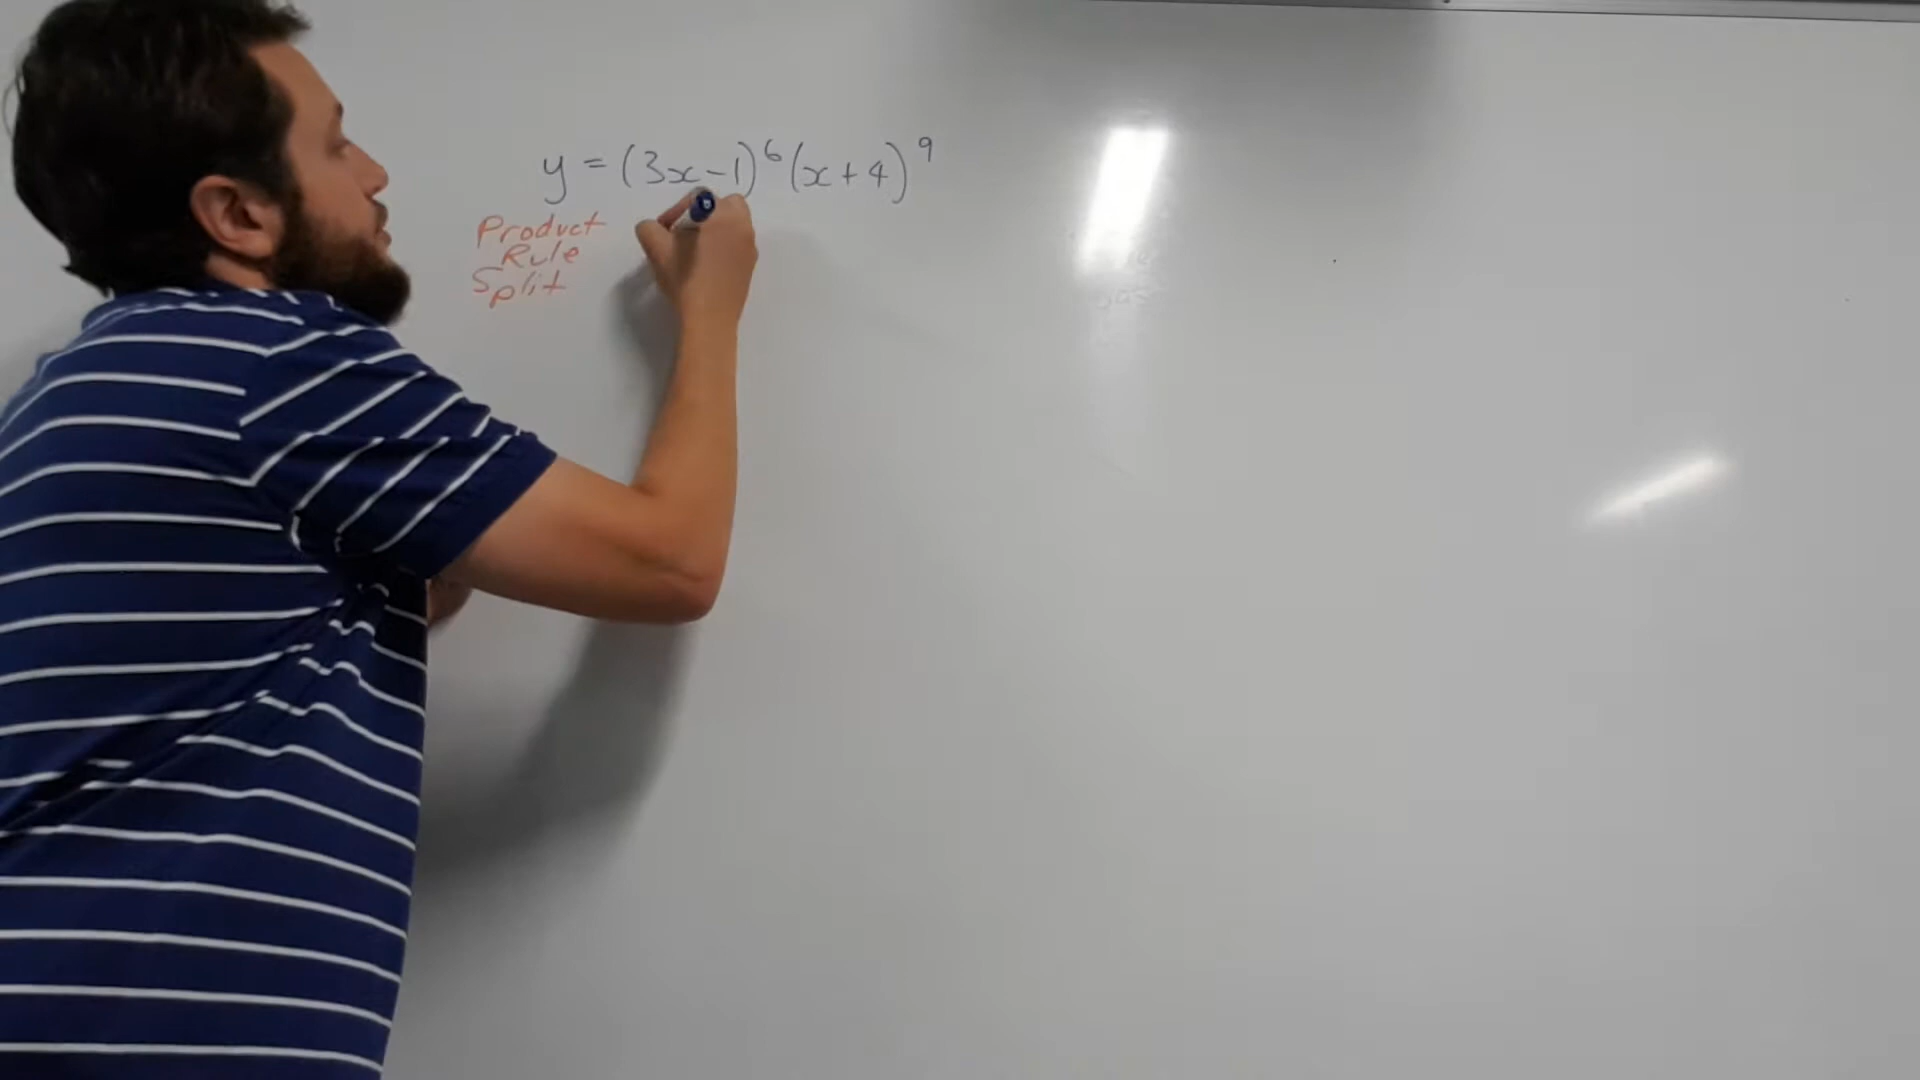 y = (3x-1)⁶(x+4)⁹
Product
Rule
Split